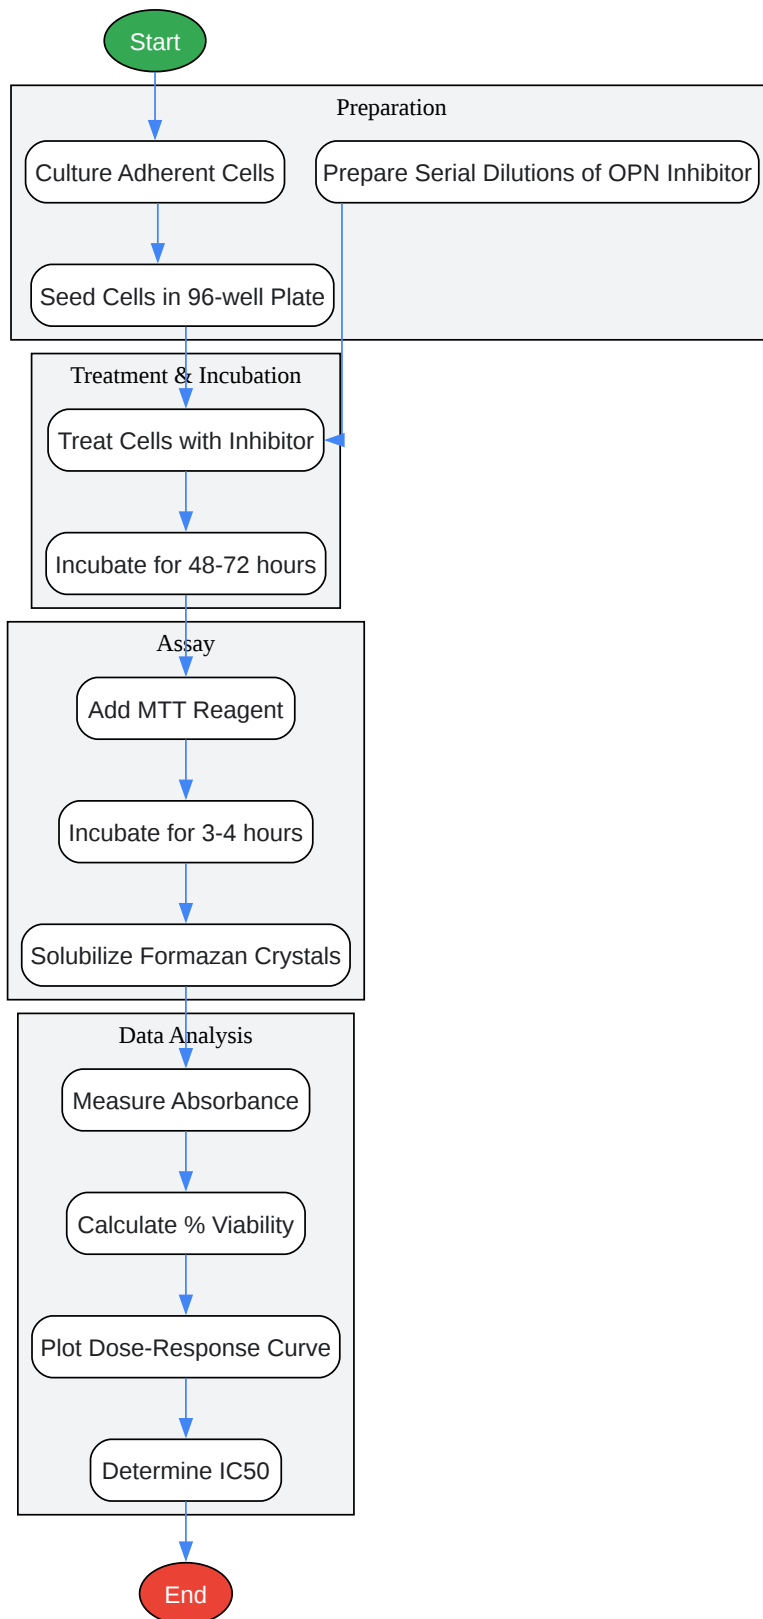 Start
Preparation
Culture Adherent Cells
Prepare Serial Dilutions of OPN Inhibitor
Seed Cells in 96-well Plate
Treatment & Incubation
Treat Cells with Inhibitor
Incubate for 48-72 hours
Assay
Add MTT Reagent
Incubate for 3-4 hours
Solubilize Formazan Crystals
Data Analysis
Measure Absorbance
Calculate % Viability
Plot Dose-Response Curve
Determine IC50
End